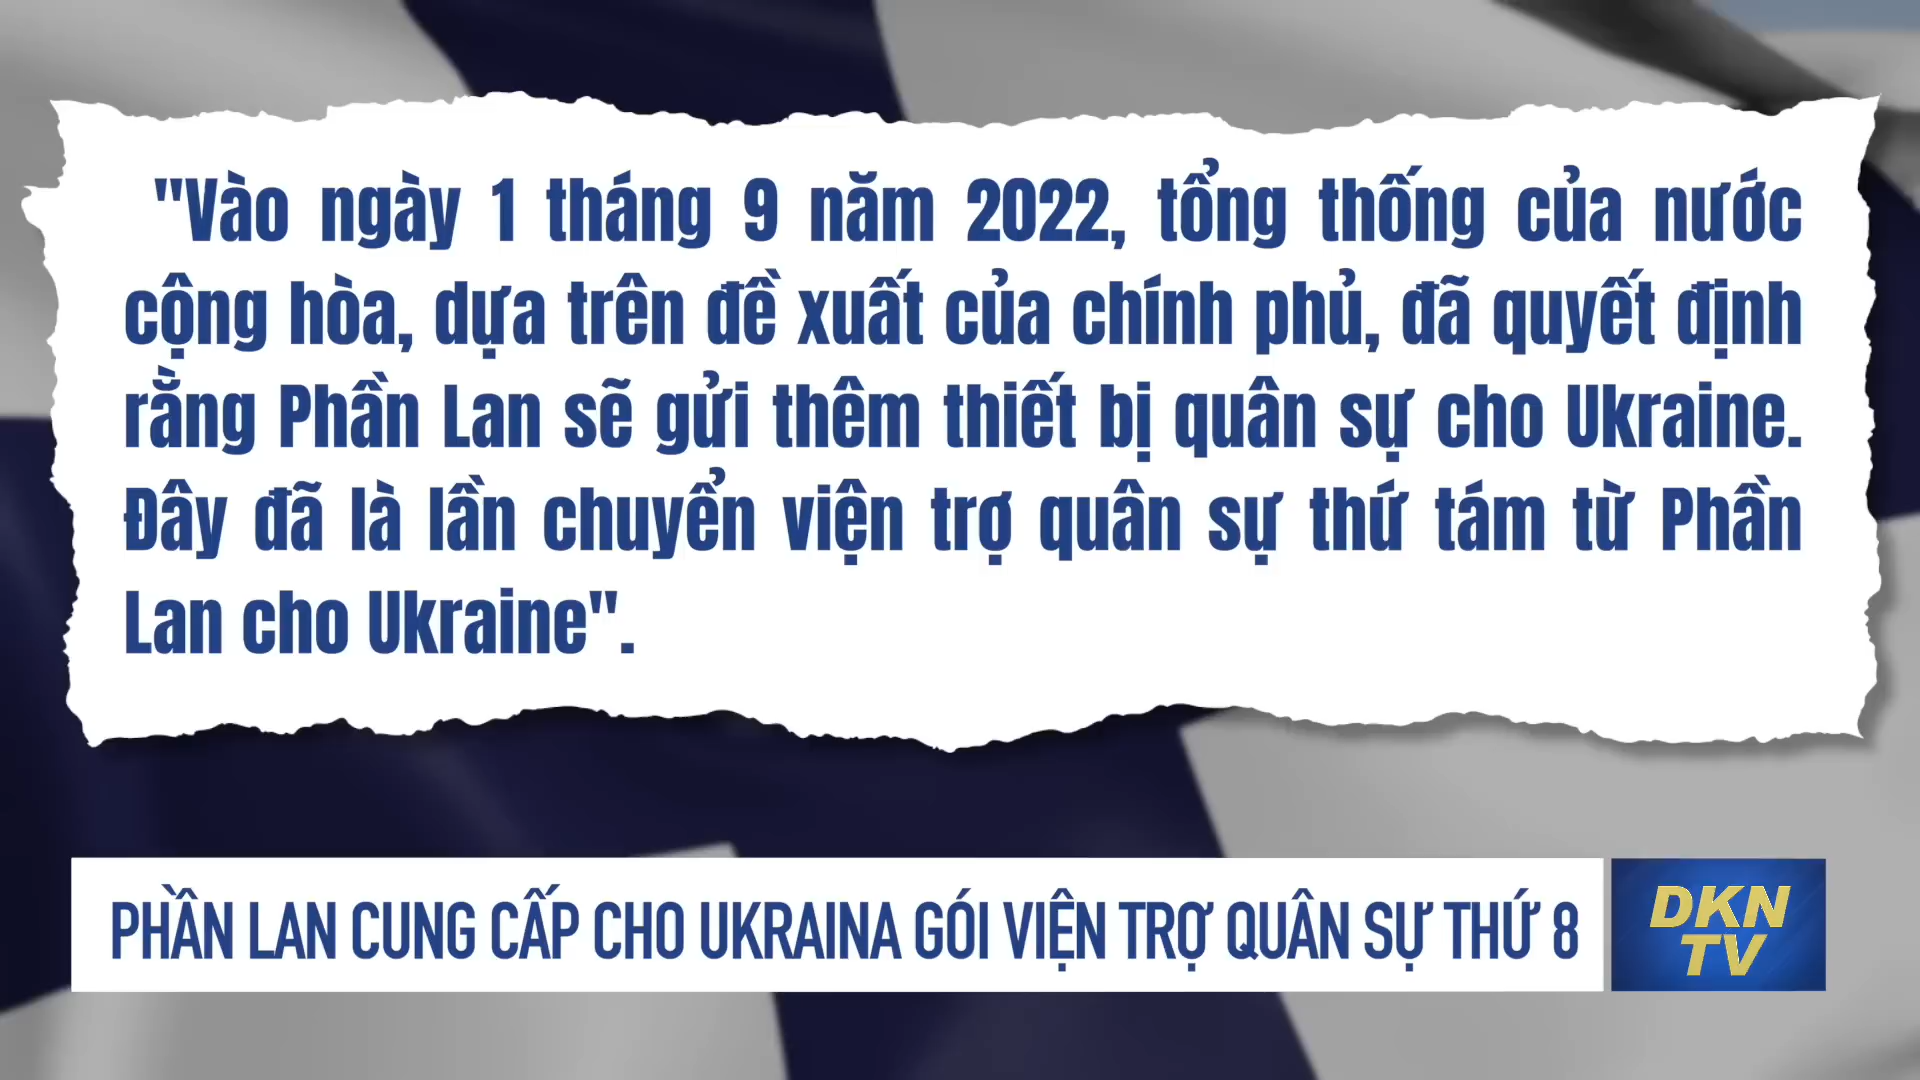 "Vào ngày 1 tháng 9 năm 2022, tổng thống của nước
cộng hòa, dựa trên đề xuất của chính phủ, đã quyết định
rằng Phần Lan sẽ gửi thêm thiết bị quân sự cho Ukraine.
Đây đã là lần chuyển viện trợ quân sự thứ tám từ Phần
Lan cho Ukraine".
PHẦN LAN CUNG CẤP CHO UKRAINA GÓI VIỆN TRỢ QUÂN SỰ THỨ 8
DKN
TV